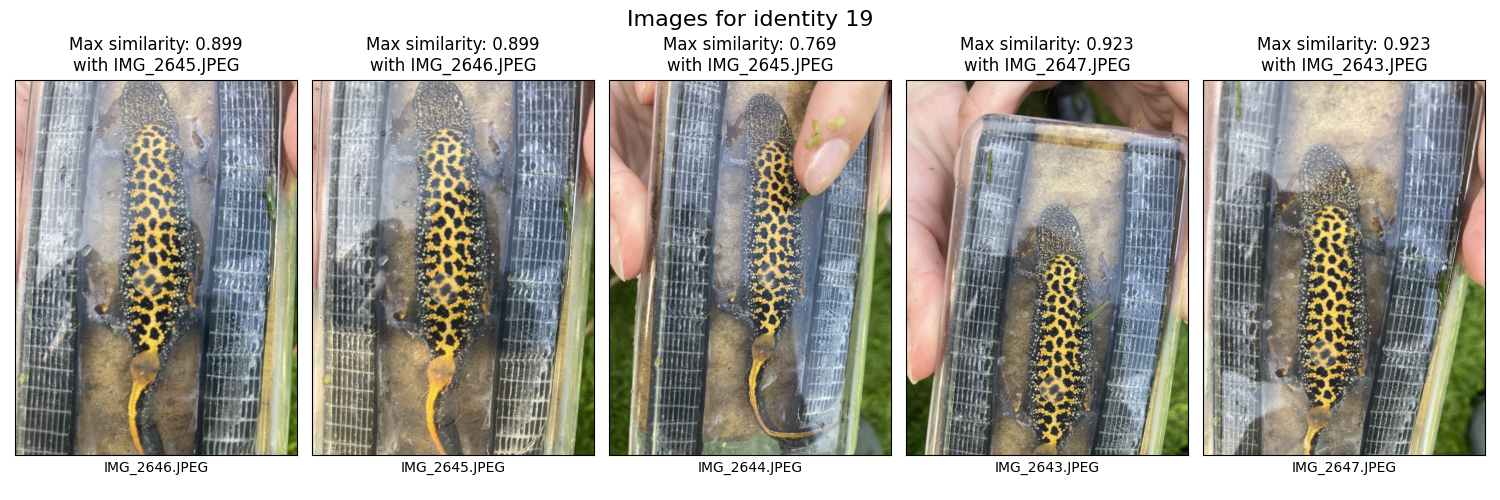 Images for identity 19
Max similarity: 0.899
with IMG_2645.JPEG
Max similarity: 0.899
with IMG_2646.JPEG
Max similarity: 0.769
with IMG_2645.JPEG
Max similarity: 0.923
with IMG_2647.JPEG
Max similarity: 0.923
with IMG_2643.JPEG
IMG_2646.JPEG
IMG_2645.JPEG
IMG_2644.JPEG
IMG_2643.JPEG
IMG_2647.JPEG